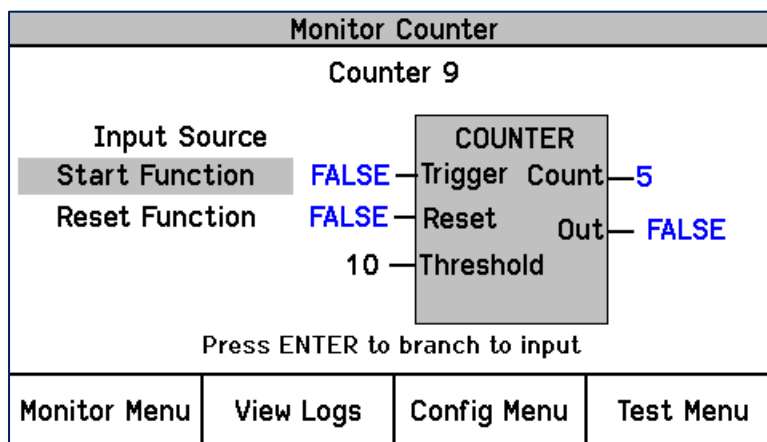 Monitor Counter
Counter 9
Input Source COUNTER
Start Function FALSE Trigger Count 5
Reset Function FALSE Reset Out FALSE
10 Threshold
Press ENTER to branch to input
Monitor Menu View Logs Config Menu Test Menu